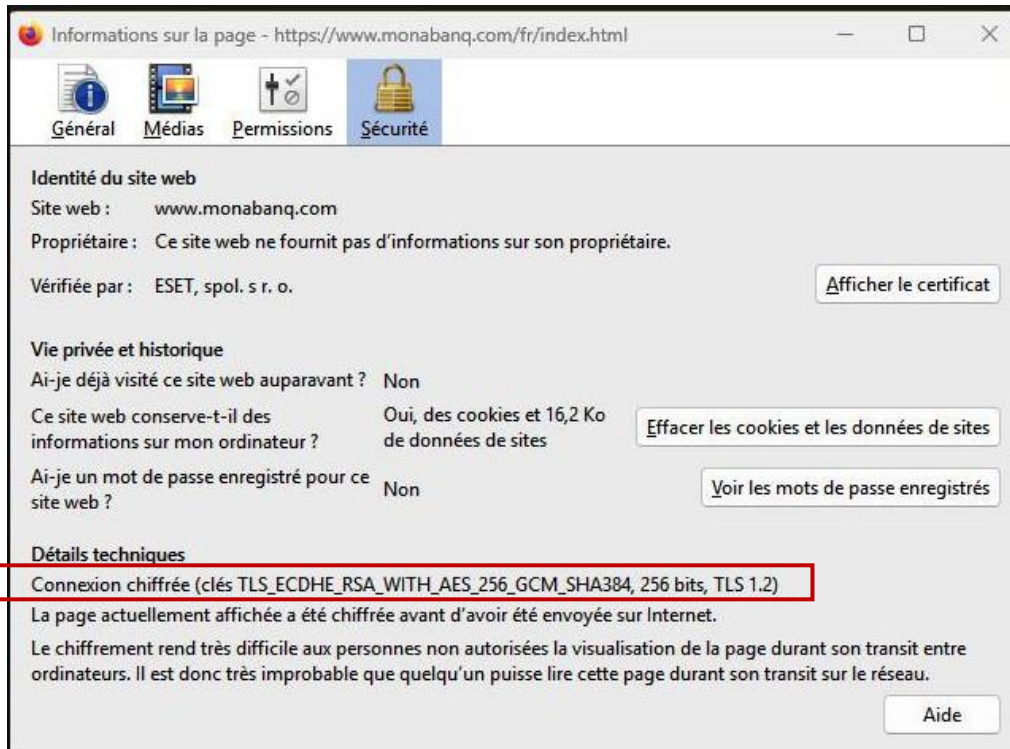 Informations sur la page - https://www.monabanq.com/fr/index.html
Général Médias Permissions Sécurité
Identité du site web
Site web : www.monabanq.com
Propriétaire : Ce site web ne fournit pas d'informations sur son propriétaire.
Vérifiée par : ESET, spol. s r. o.
Afficher le certificat
Vie privée et historique
Ai-je déjà visité ce site web auparavant ? Non
Ce site web conserve-t-il des
informations sur mon ordinateur ?
Oui, des cookies et 16,2 Ko
de données de sites
Effacer les cookies et les données de sites
Ai-je un mot de passe enregistré pour ce
site web ?
Non
Voir les mots de passe enregistrés
Détails techniques
Connexion chiffrée (clés TLS_ECDHE_RSA_WITH_AES_256_GCM_SHA384, 256 bits, TLS 1.2)
La page actuellement affichée a été chiffrée avant d'avoir été envoyée sur Internet.
Le chiffrement rend très difficile aux personnes non autorisées la visualisation de la page durant son transit entre
ordinateurs. Il est donc très improbable que quelqu'un puisse lire cette page durant son transit sur le réseau.
Aide